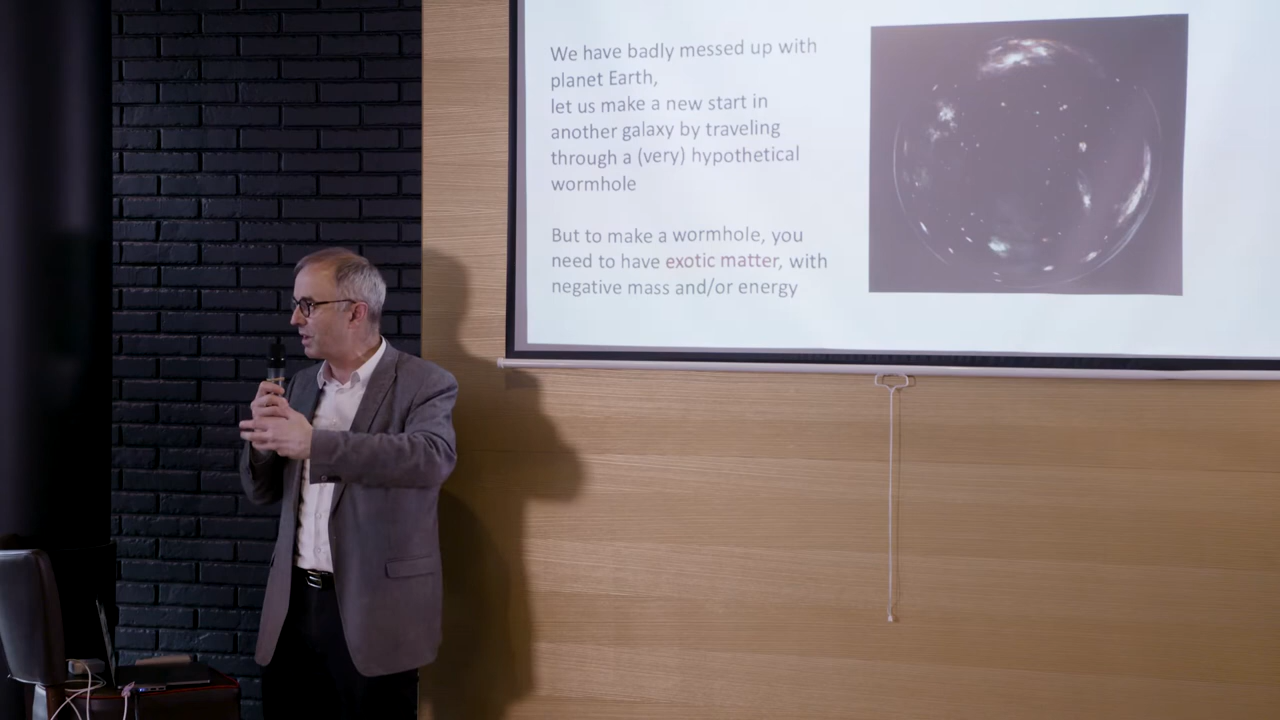 We have badly messed up with
planet Earth,
let us make a new start in
another galaxy by traveling
through a (very) hypothetical
wormhole
But to make a wormhole, you
need to have exotic matter, with
negative mass and/or energy